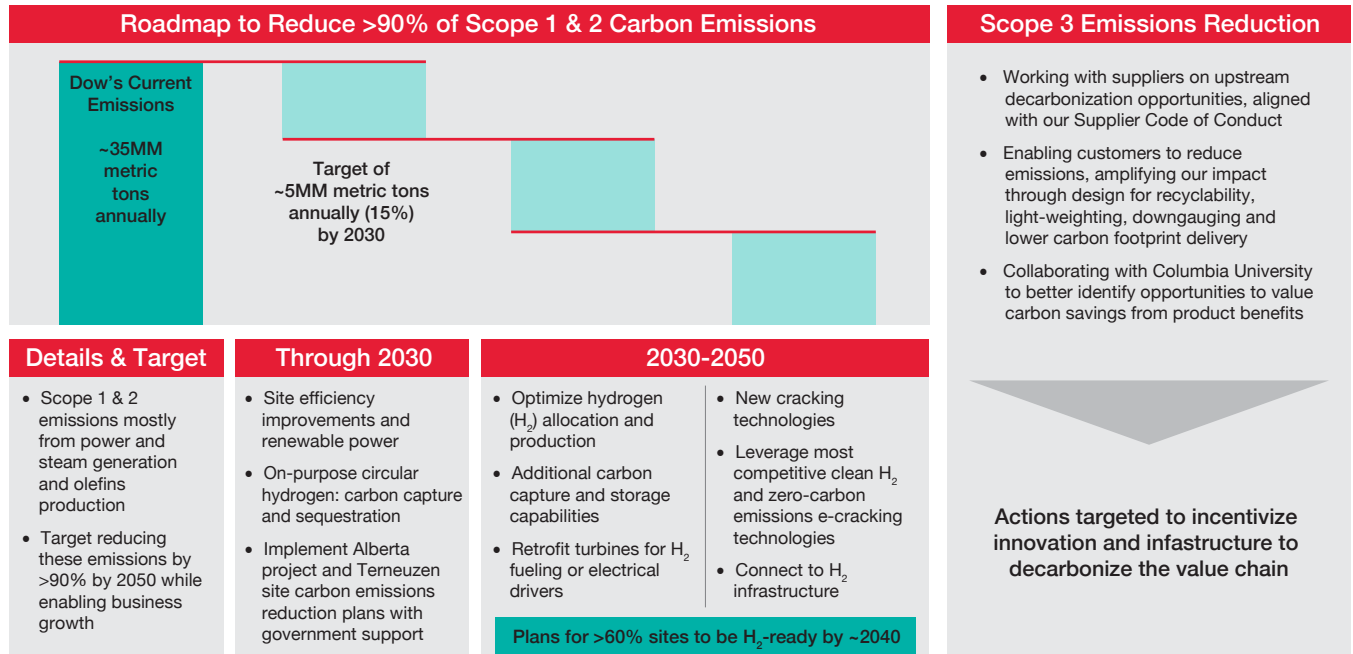 Roadmap to Reduce >90% of Scope 1 & 2 Carbon Emissions
Dow's Current
Emissions
~35MM
metric
tons
annually
Target of
~5MM metric tons
annually (15%)
by 2030
Details & Target
• Scope 1 & 2
emissions mostly
from power and
steam generation
and olefins
production
• Target reducing
these emissions by
>90% by 2050 while
enabling business
growth
Through 2030
• Site efficiency
improvements and
renewable power
• On-purpose circular
hydrogen: carbon capture
and sequestration
• Implement Alberta
project and Terneuzen
site carbon emissions
reduction plans with
government support
2030-2050
• Optimize hydrogen
(H₂) allocation and
production
• Additional carbon
capture and storage
capabilities
• Retrofit turbines for H₂
fueling or electrical
drivers
• New cracking
technologies
• Leverage most
competitive clean H₂
and zero-carbon
emissions e-cracking
technologies
• Connect to H₂
infrastructure
Plans for >60% sites to be H₂-ready by ~2040
Scope 3 Emissions Reduction
• Working with suppliers on upstream
decarbonization opportunities, aligned
with our Supplier Code of Conduct
• Enabling customers to reduce
emissions, amplifying our impact
through design for recyclability,
light-weighting, downgauging and
lower carbon footprint delivery
• Collaborating with Columbia University
to better identify opportunities to value
carbon savings from product benefits
Actions targeted to incentivize
innovation and infastructure to
decarbonize the value chain